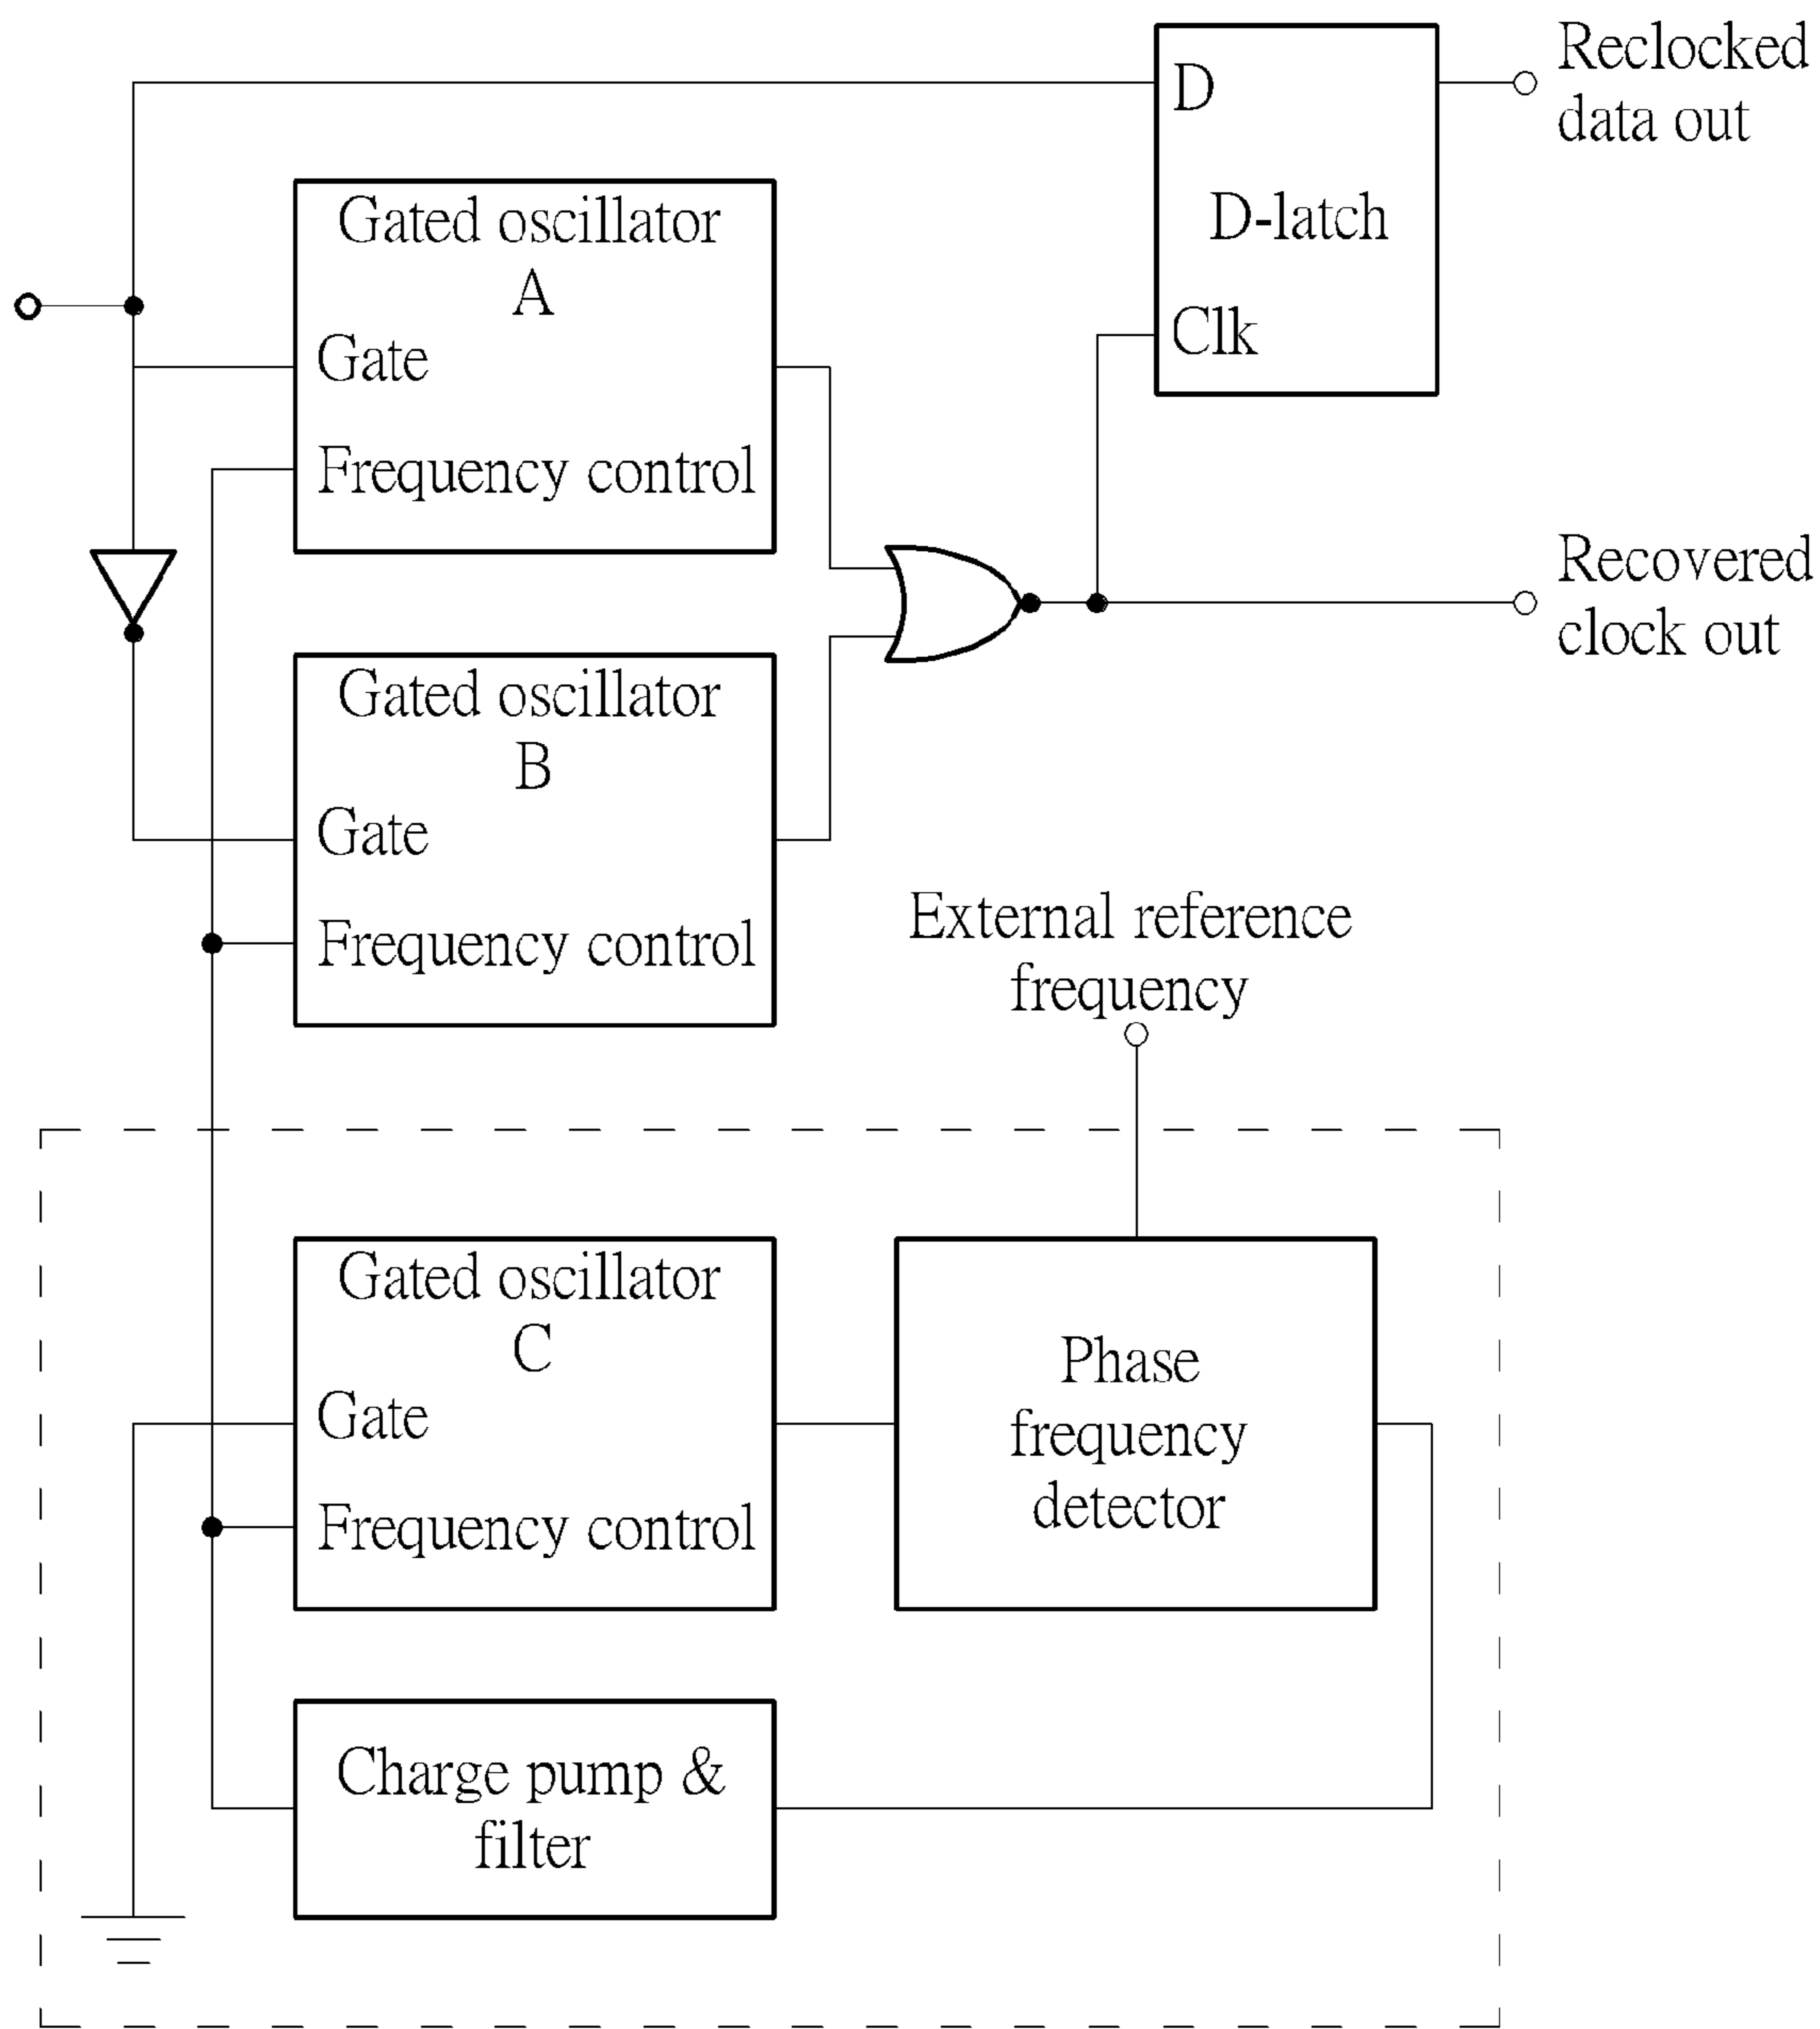 Reclocked
data out
D
D-latch
Clk
Gated oscillator
A
Gate
Frequency control
Recovered
clock out
Gated oscillator
B
Gate
Frequency control
External reference
frequency
Gated oscillator
C
Gate
Frequency control
Phase
frequency
detector
Charge pump &
filter